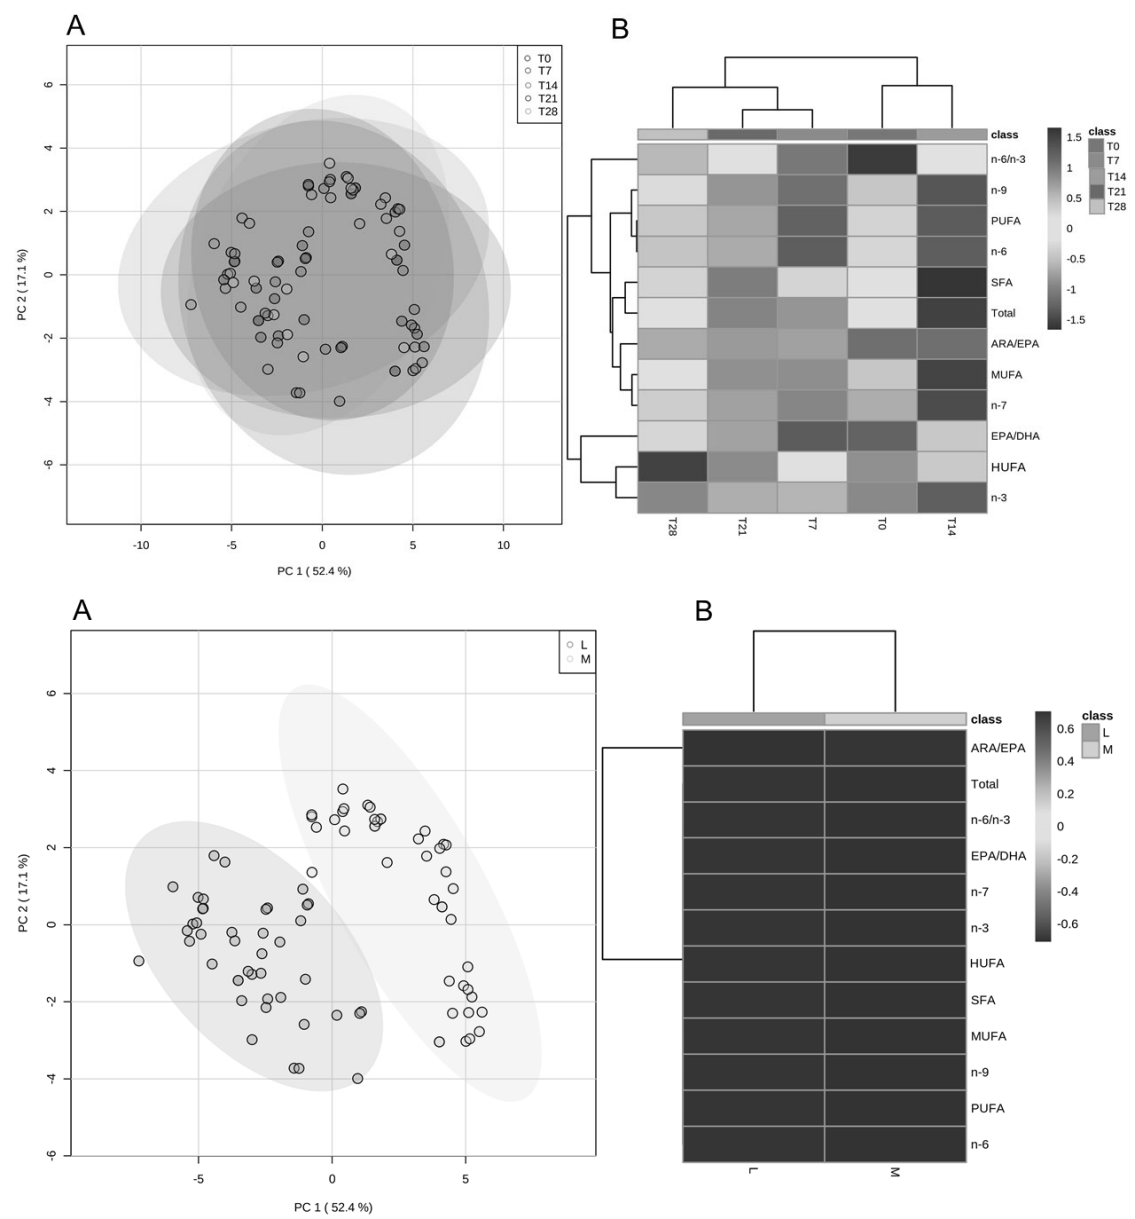 A
B
T0
T7
T14
T21
T28
6
4
2
0
-2
-4
-6
PC 2 ( 17.1 %)
-10
-5
0
5
10
PC 1 ( 52.4 %)
class
n-6/n-3
n-9
PUFA
n-6
SFA
Total
ARA/EPA
MUFA
n-7
EPA/DHA
HUFA
n-3
T28
T21
T7
T0
T14
1.5
1
0.5
0
-0.5
-1
-1.5
class
T0
T7
T14
T21
T28
A
B
L
M
6
4
2
0
-2
-4
-6
PC 2 ( 17.1 %)
-5
0
5
PC 1 ( 52.4 %)
class
ARA/EPA
Total
n-6/n-3
EPA/DHA
n-7
n-3
HUFA
SFA
MUFA
n-9
PUFA
n-6
L
M
0.6
0.4
0.2
0
-0.2
-0.4
-0.6
class
L
M